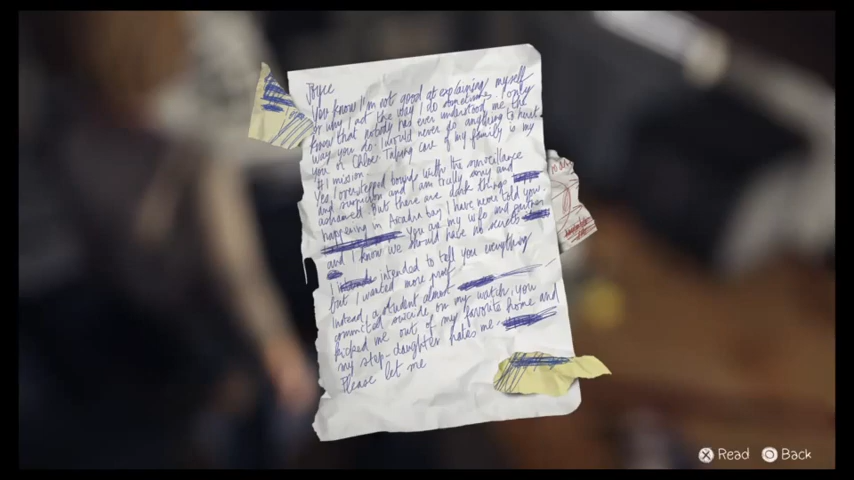 Joyce
You know I'm not good at explaining myself
or why I act the way I do sometimes. I only
know that nobody has ever understood me the
way you do. I would never do anything to hurt
you or Chloe. Taking care of my family is my
#1 mission.
Yes, I overstepped bounds with the surveillance
and suspicion and I am truly sorry and
ashamed. But there are dark things
happening in Arcadia bay I have never told you.
You are my wife and partner
and I know we should have no secrets
I intended to tell you everything
but I wanted more proof
Instead, a student almost
committed suicide on my watch, you
kicked me out of my favorite home and
my step-daughter hates me
Please let me
Read
Back